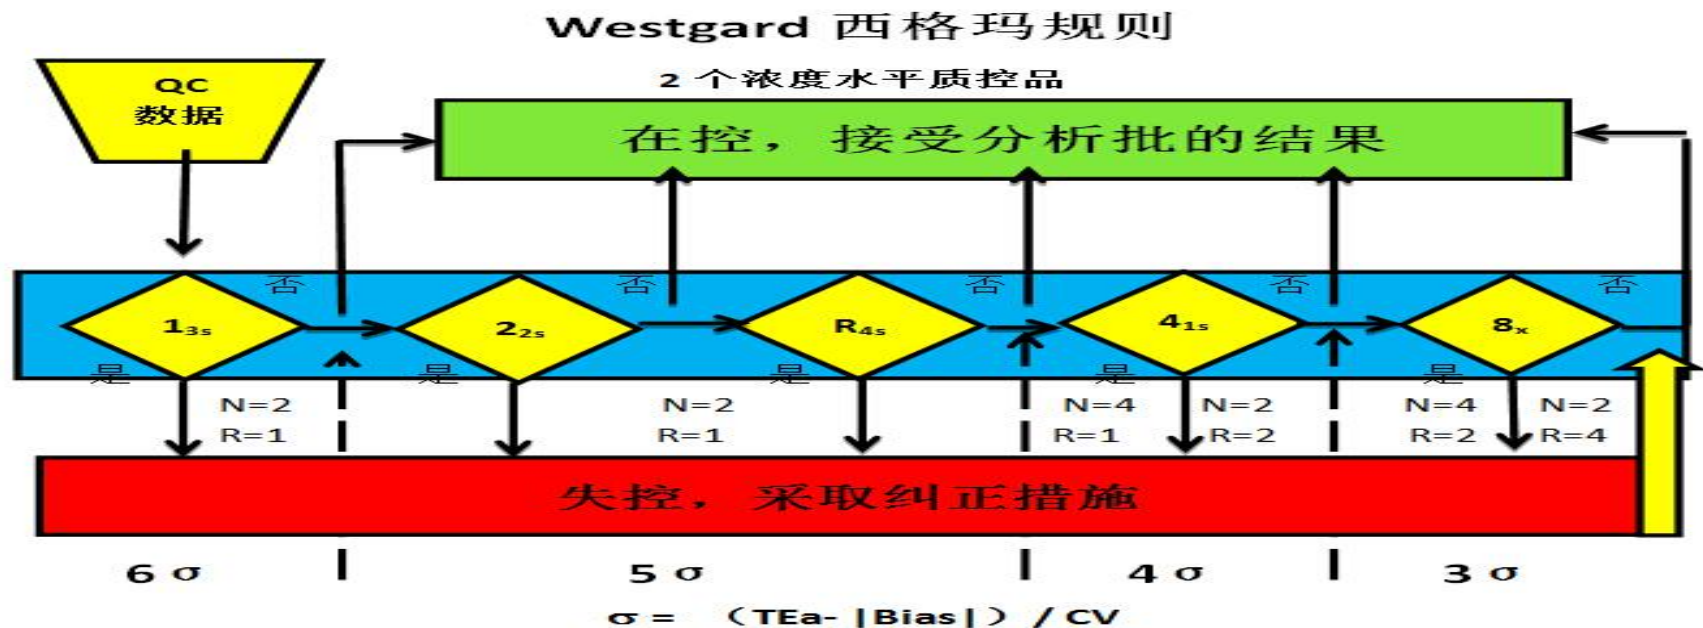 Westgard 西格玛规则
2 个浓度水平质控品
QC
数据
在控，接受分析批的结果
否 否 否 否 否
1₃s 2₂s R₄s 4₁s 8ₓ
是 是 是 是 是
N=2 N=2 N=4 N=2 N=4 N=2
R=1 R=1 R=1 R=2 R=2 R=4
失控，采取纠正措施
6 σ 5 σ 4 σ 3 σ
σ = （TEa- |Bias|）/ CV